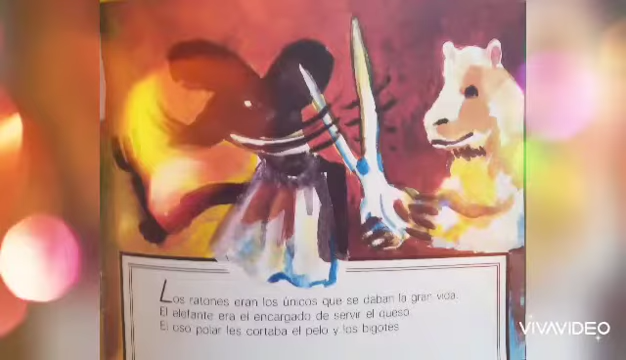 Los ratones eran los únicos que se daban la gran vida.
El elefante era el encargado de servir el queso.
El oso polar les cortaba el pelo y los bigotes
VIVAVIDEO